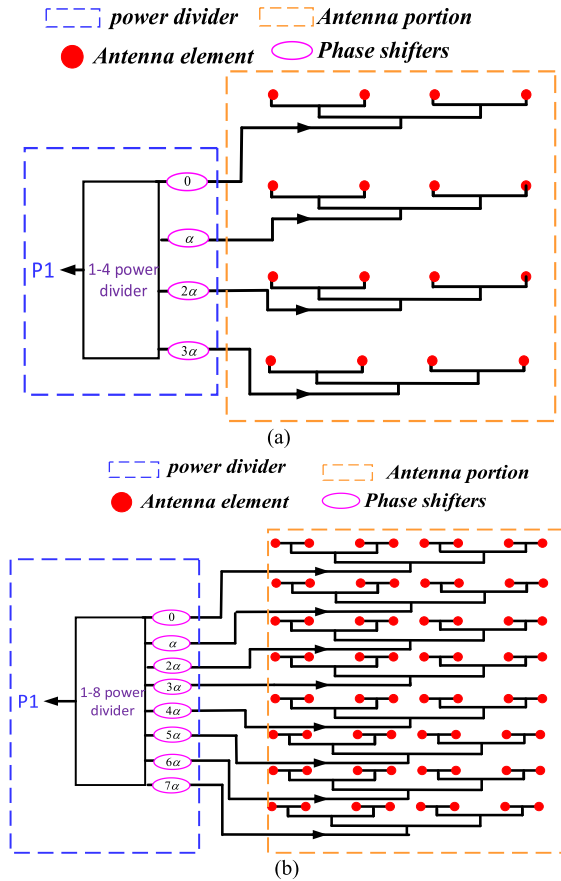 power divider
Antenna portion
Antenna element
Phase shifters
0
α
P1
1-4 power
divider
2α
3α
(a)
power divider
Antenna portion
Antenna element
Phase shifters
0
α
2α
P1
1-8 power
divider
3α
4α
5α
6α
7α
(b)